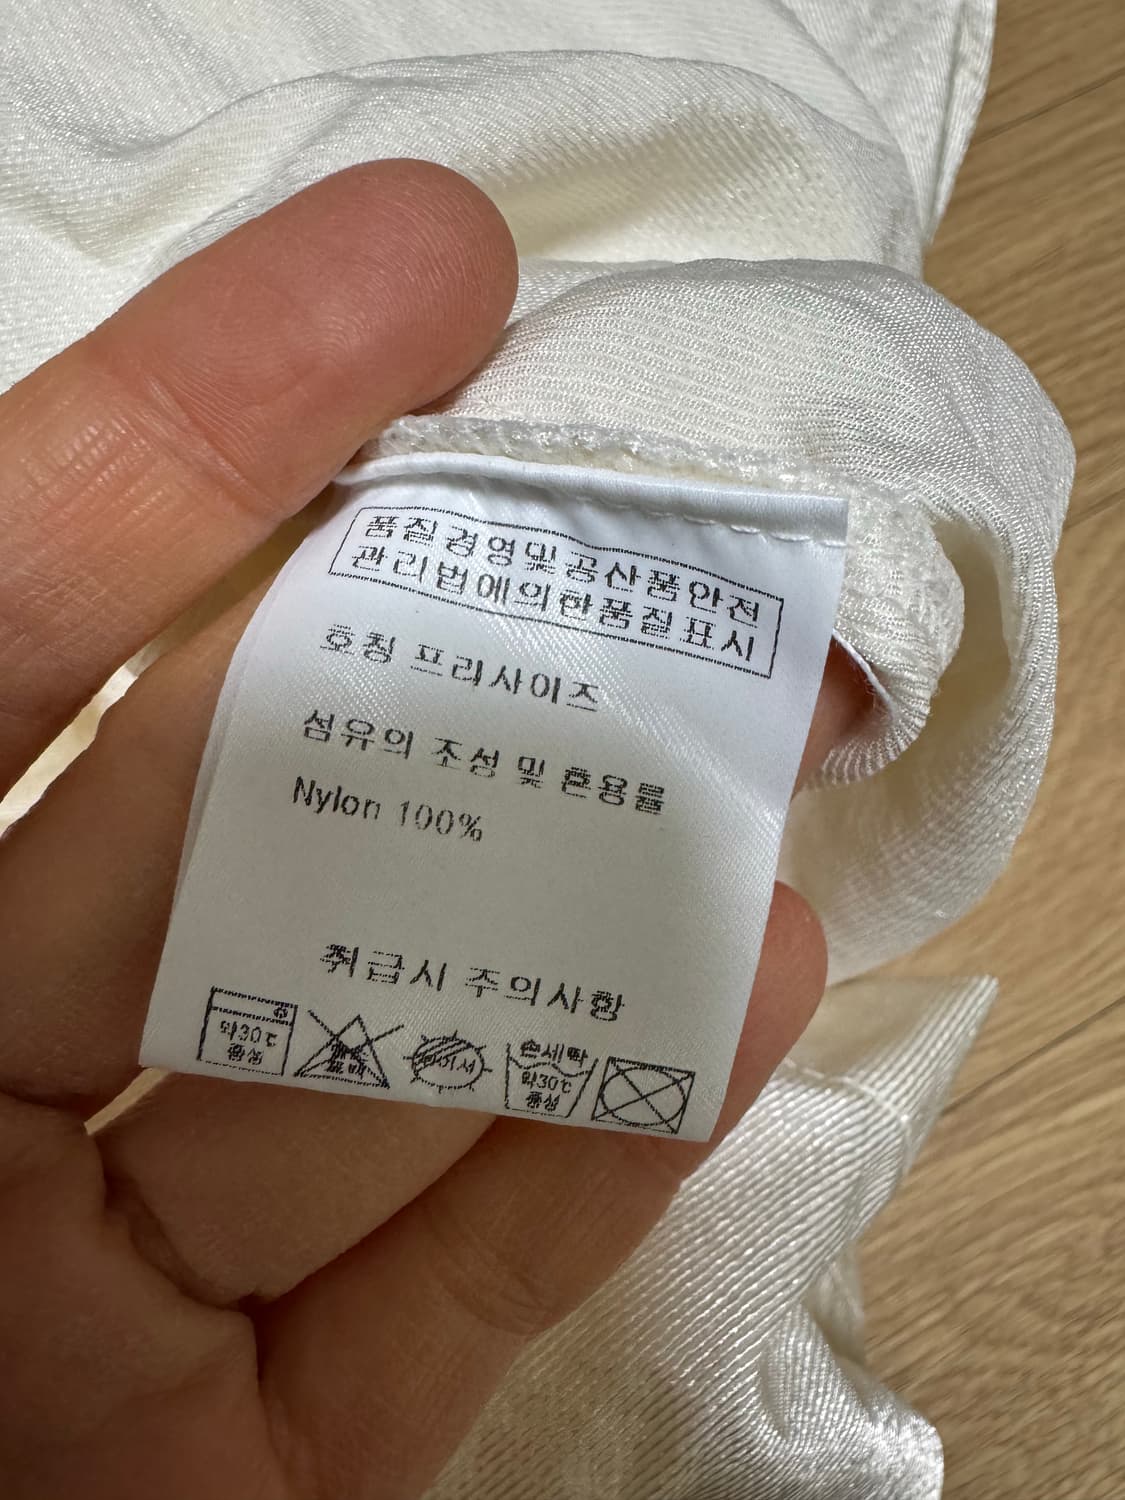 품질경영및공산품안전
관리법에의한품질표시
호칭 프리사이즈
섬유의 조성 및 혼용률
Nylon 100%
취급시 주의사항
약30℃
중성
손세탁
약30℃
중성